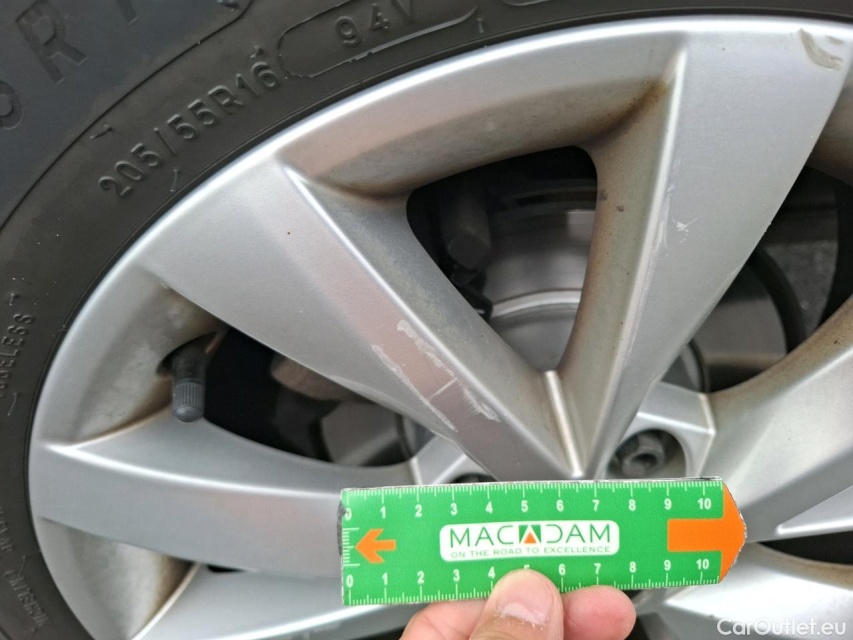 205/55R16
94V
0 1 2 3 4 5 6 7 8 9 10
MACADAM
ON THE ROAD TO EXCELLENCE
0 1 2 3 4 5 6 7 8 9 10
CarOutlet.eu